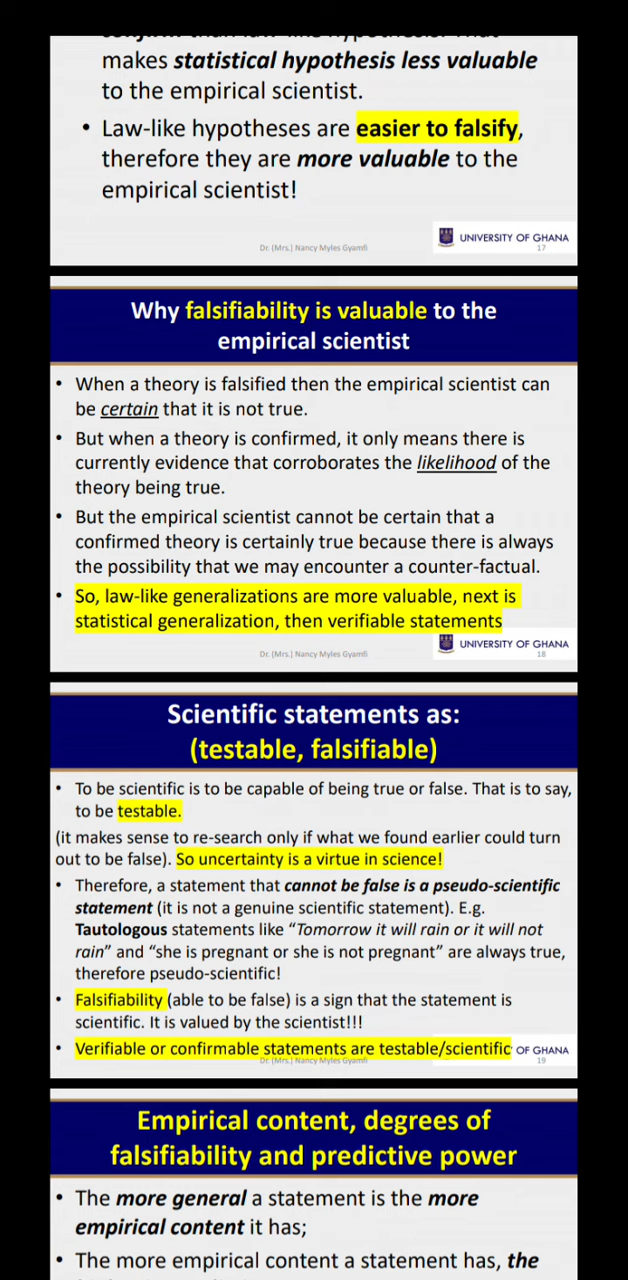 makes statistical hypothesis less valuable
to the empirical scientist.
• Law-like hypotheses are easier to falsify,
therefore they are more valuable to the
empirical scientist!
Dr. (Mrs.) Nancy Myles Gyamfi
UNIVERSITY OF GHANA
17
Why falsifiability is valuable to the
empirical scientist
• When a theory is falsified then the empirical scientist can
be certain that it is not true.
• But when a theory is confirmed, it only means there is
currently evidence that corroborates the likelihood of the
theory being true.
• But the empirical scientist cannot be certain that a
confirmed theory is certainly true because there is always
the possibility that we may encounter a counter-factual.
• So, law-like generalizations are more valuable, next is
statistical generalization, then verifiable statements
Dr. (Mrs.) Nancy Myles Gyamfi
UNIVERSITY OF GHANA
18
Scientific statements as:
(testable, falsifiable)
• To be scientific is to be capable of being true or false. That is to say,
to be testable.
(it makes sense to re-search only if what we found earlier could turn
out to be false). So uncertainty is a virtue in science!
• Therefore, a statement that cannot be false is a pseudo-scientific
statement (it is not a genuine scientific statement). E.g.
Tautologous statements like “Tomorrow it will rain or it will not
rain” and “she is pregnant or she is not pregnant” are always true,
therefore pseudo-scientific!
• Falsifiability (able to be false) is a sign that the statement is
scientific. It is valued by the scientist!!!
• Verifiable or confirmable statements are testable/scientific
OF GHANA
Dr. (Mrs.) Nancy Myles Gyamfi
19
Empirical content, degrees of
falsifiability and predictive power
• The more general a statement is the more
empirical content it has;
• The more empirical content a statement has, the